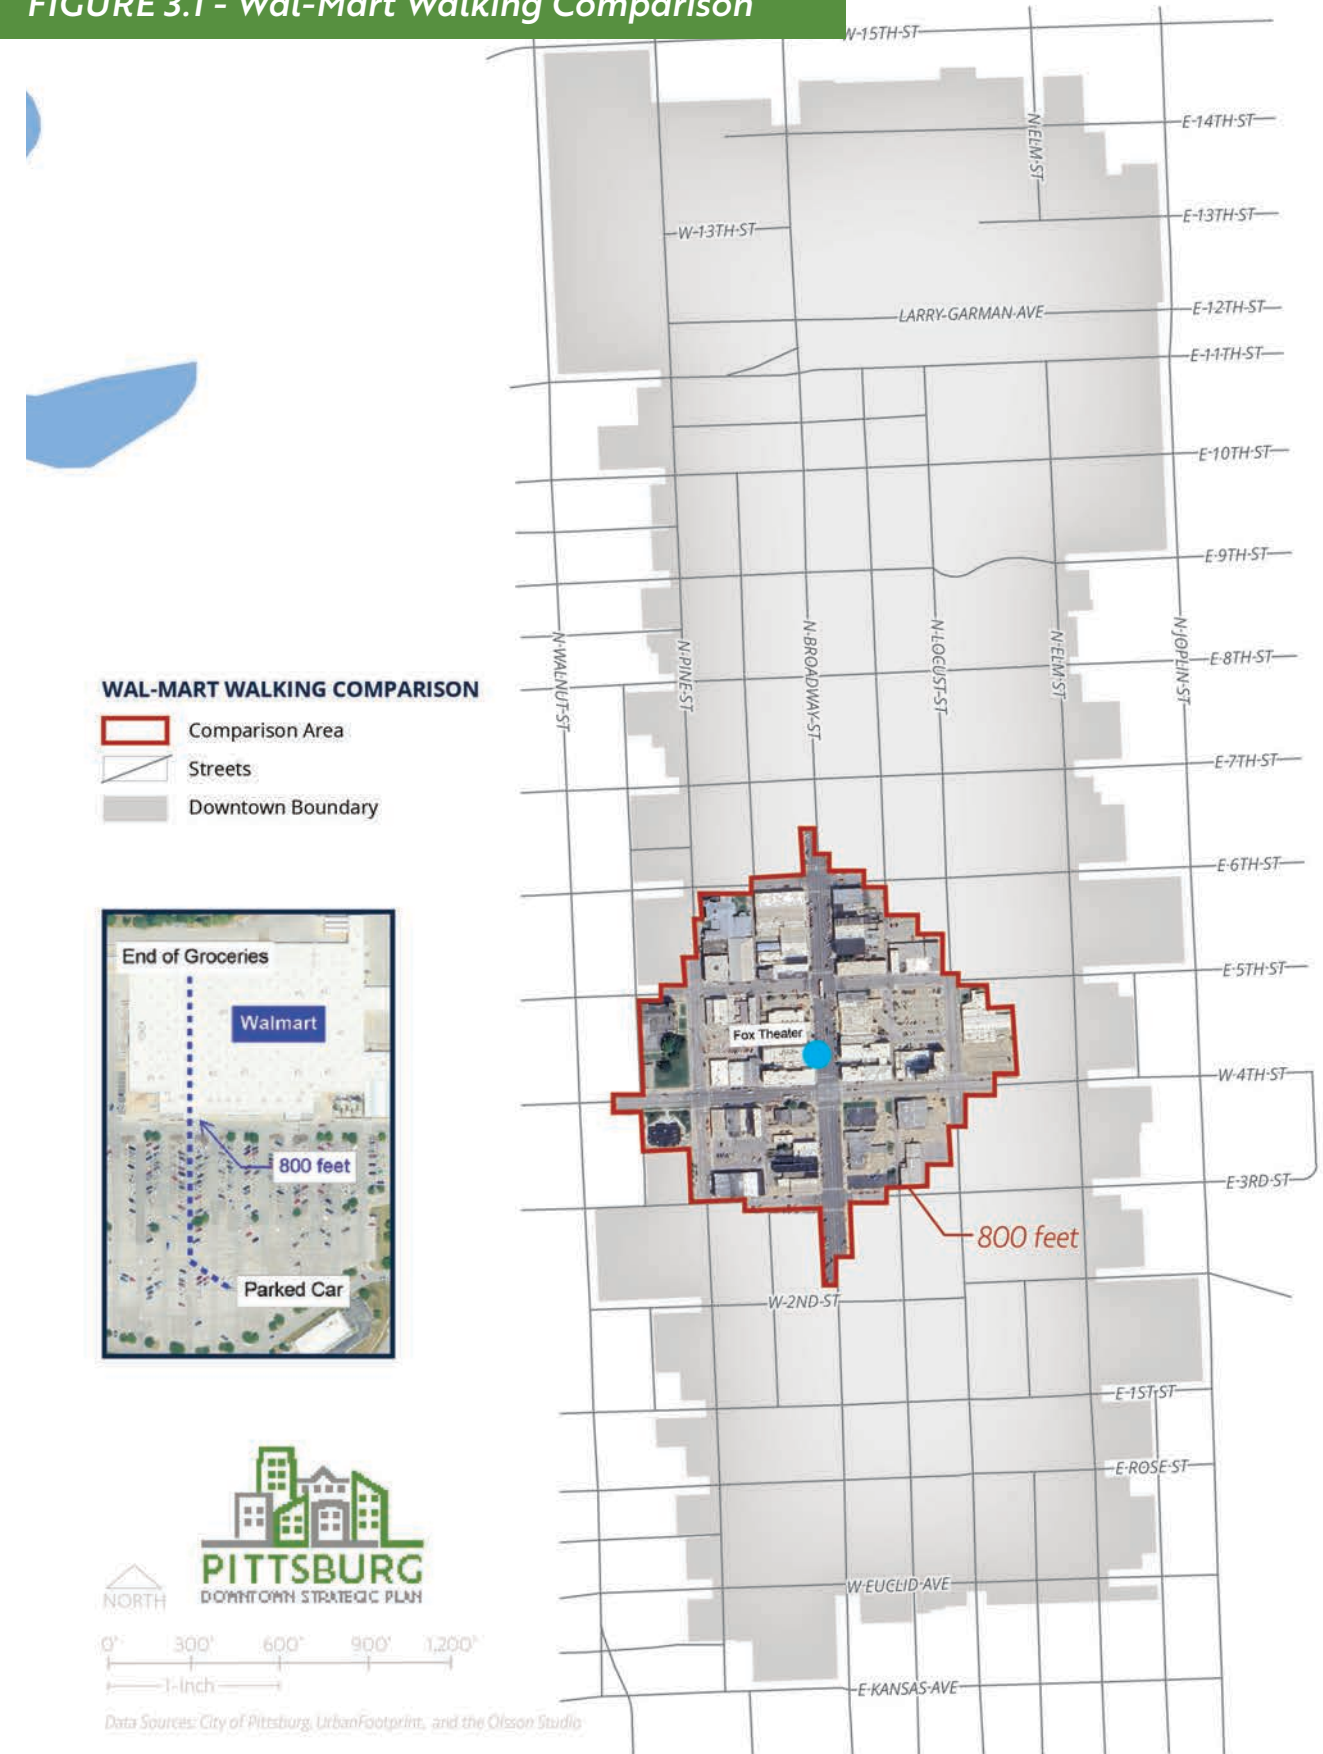 FIGURE 3.1 - Wal-Mart Walking Comparison
W-15TH-ST
E-14TH-ST
N-ELM-ST
E-13TH-ST
W-13TH-ST
E-12TH-ST
LARRY-GARMAN-AVE
E-11TH-ST
E-10TH-ST
E-9TH-ST
N-WALNUT-ST
N-PINE-ST
N-BROADWAY-ST
N-LOCUST-ST
N-ELM-ST
N-JOPLIN-ST
E-8TH-ST
WAL-MART WALKING COMPARISON
Comparison Area
Streets
Downtown Boundary
E-7TH-ST
E-6TH-ST
End of Groceries
E-5TH-ST
Walmart
Fox Theater
W-4TH-ST
800 feet
E-3RD-ST
800 feet
Parked Car
W-2ND-ST
E-1ST-ST
E-ROSE-ST
PITTSBURG
DOWNTOWN STRATEGIC PLAN
W-EUCLID-AVE
NORTH
0' 300' 600' 900' 1,200'
1-Inch
E-KANSAS-AVE
Data Sources: City of Pittsburg, UrbanFootprint, and the Olsson Studio